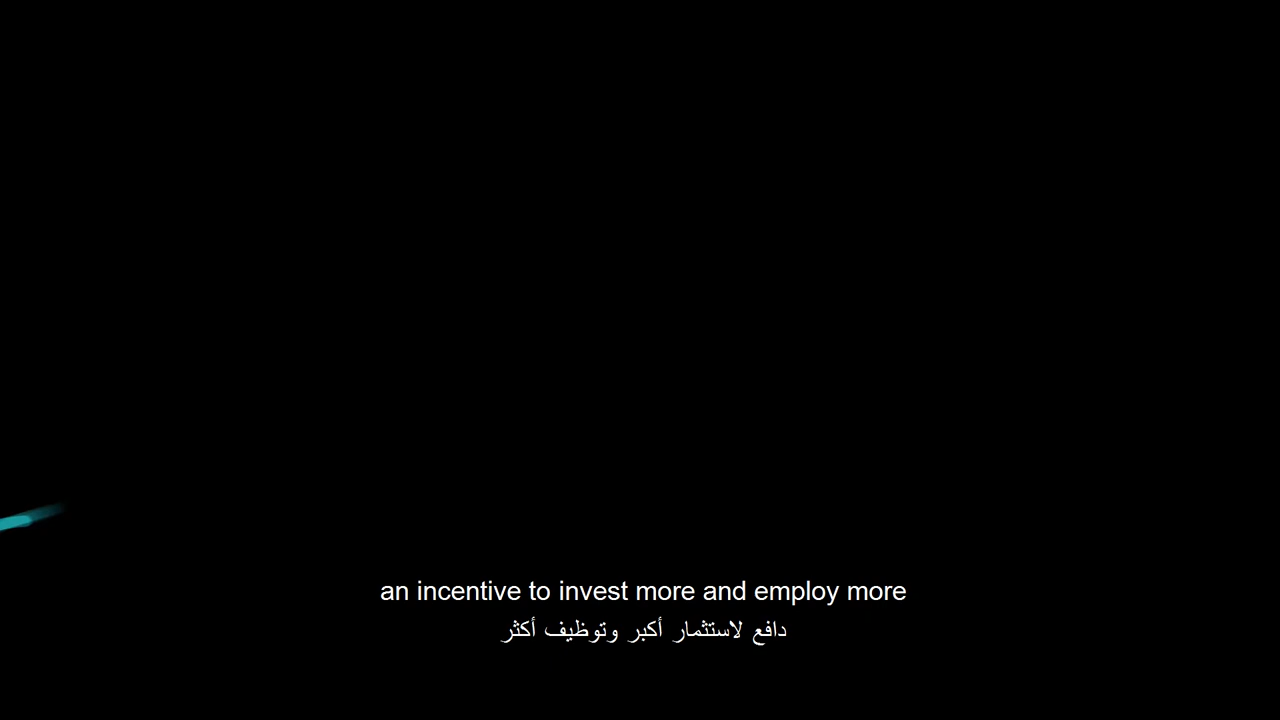 an incentive to invest more and employ more
دافع لاستثمار أكبر وتوظيف أكثر